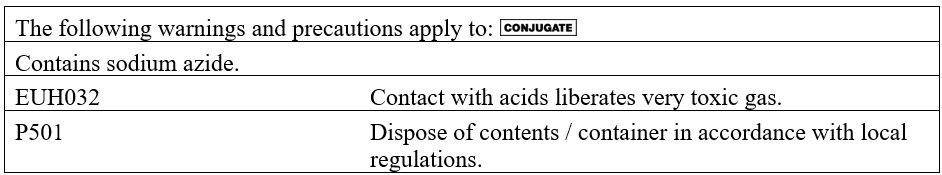 The following warnings and precautions apply to: CONJUGATE
Contains sodium azide.
EUH032 Contact with acids liberates very toxic gas.
P501 Dispose of contents / container in accordance with local
regulations.